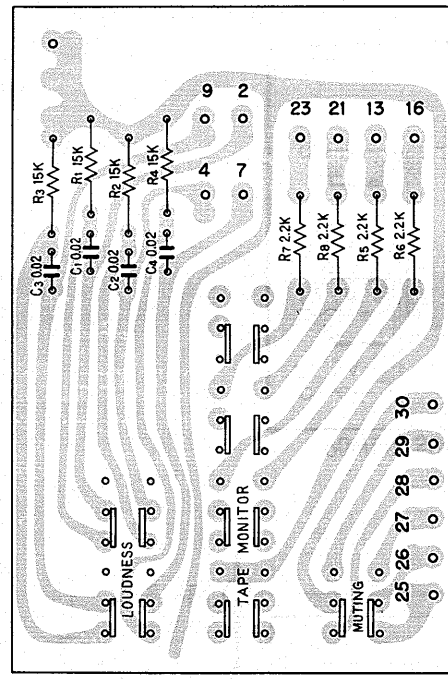 9 2
23 21 13 16
4 7
R3 15K
R1 15K
R2 15K
R4 15K
C3 0.02
C1 0.02
C2 0.02
C4 0.02
R7 2.2K
R8 2.2K
R5 2.2K
R6 2.2K
30
29
28
27
26
25
LOUDNESS
TAPE MONITOR
MUTING